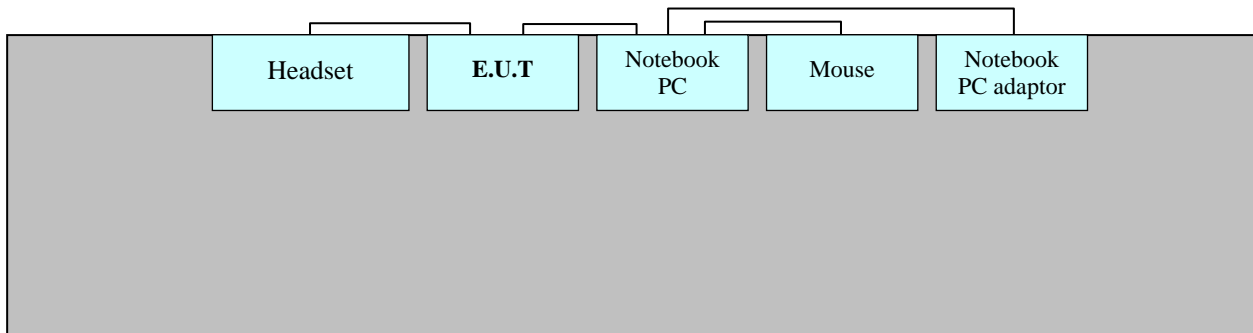 Headset
E.U.T
Notebook
PC
Mouse
Notebook
PC adaptor